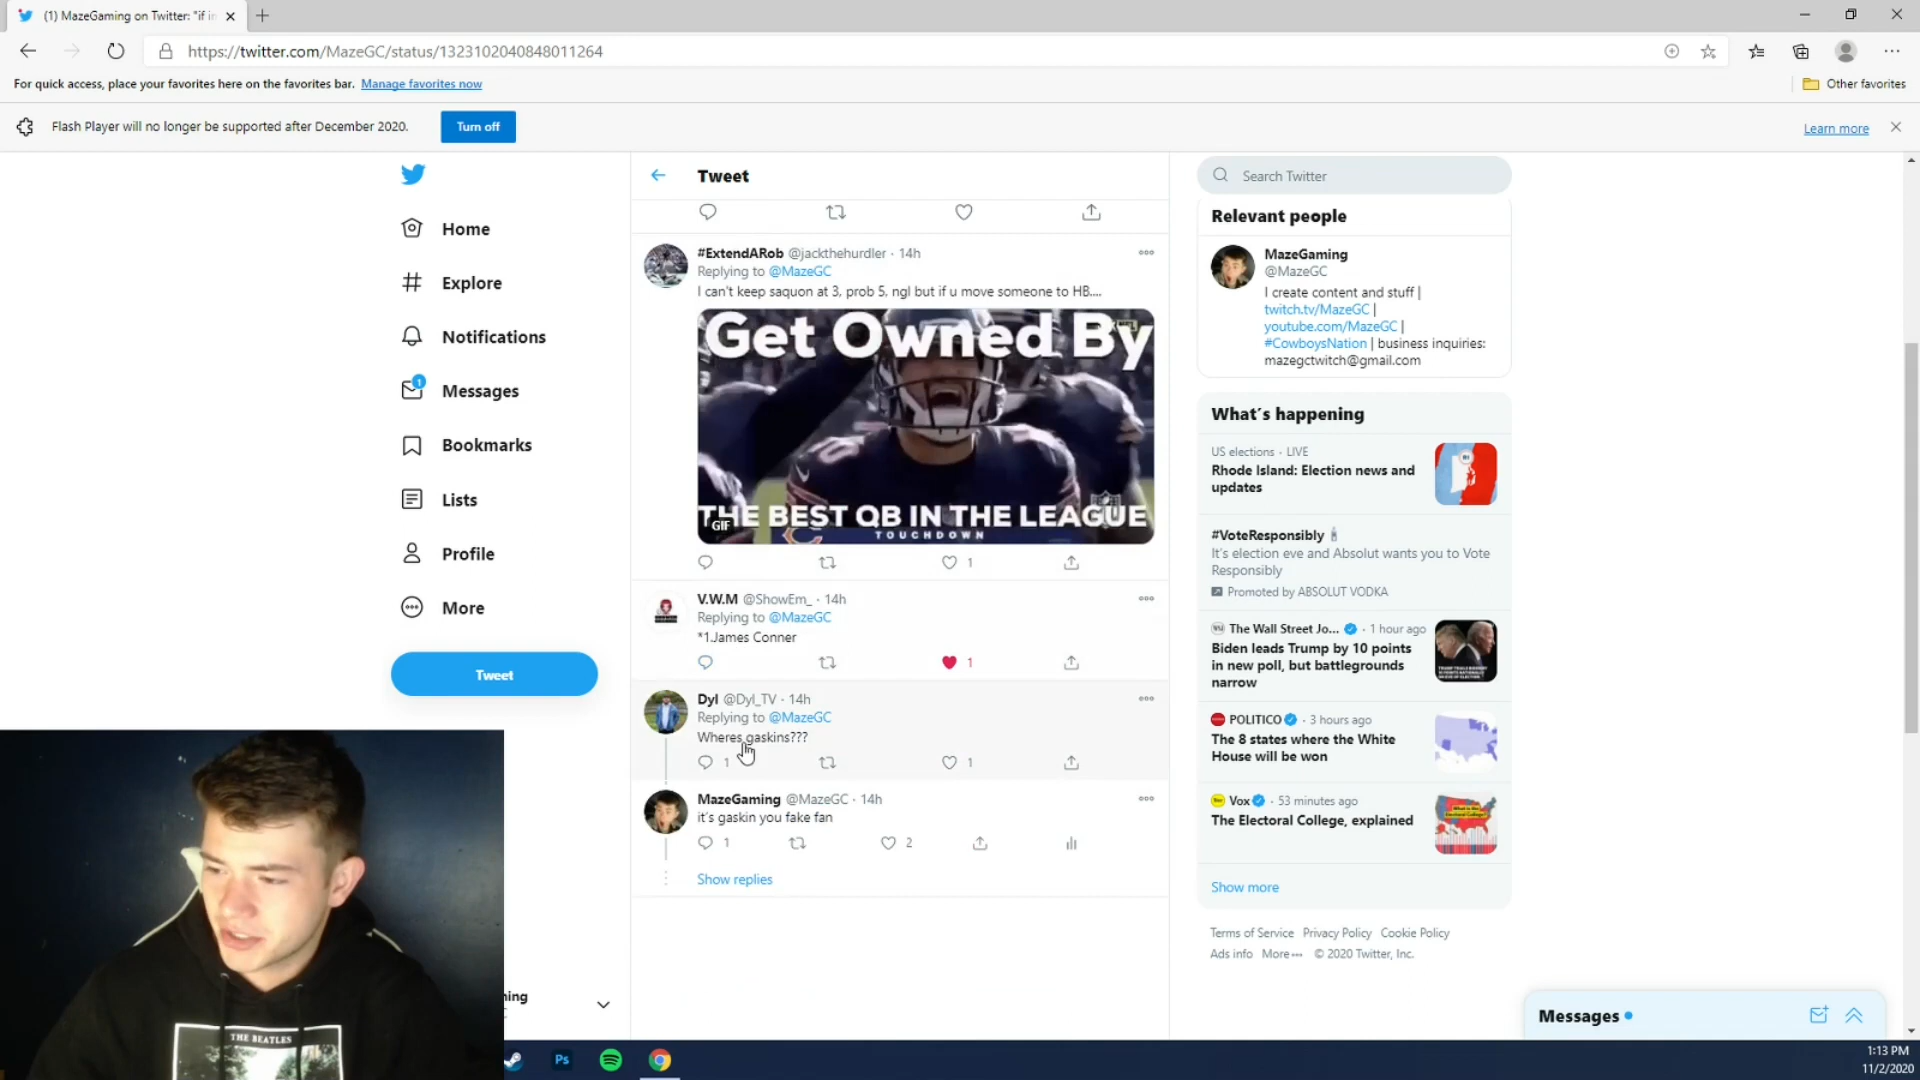 (1) MazeGaming on Twitter: "if in
https://twitter.com/MazeGC/status/1323102040848011264
For quick access, place your favorites here on the favorites bar. Manage favorites now
Other favorites
Flash Player will no longer be supported after December 2020.
Turn off
Learn more
Home
Explore
Notifications
1
Messages
Bookmarks
Lists
Profile
More
Tweet
Tweet
#ExtendARob @jackthehurdler · 14h
Replying to @MazeGC
I can't keep saquon at 3, prob 5, ngl but if u move someone to HB....
Get Owned By
THE BEST QB IN THE LEAGUE
GIF
TOUCHDOWN
1
V.W.M @ShowEm_ · 14h
Replying to @MazeGC
*1.James Conner
1
Dyl @Dyl_TV · 14h
Replying to @MazeGC
Wheres gaskins???
1
1
MazeGaming @MazeGC · 14h
it's gaskin you fake fan
1
2
Show replies
Search Twitter
Relevant people
MazeGaming
@MazeGC
I create content and stuff |
twitch.tv/MazeGC |
youtube.com/MazeGC |
#CowboysNation | business inquiries:
mazegctwitch@gmail.com
What's happening
US elections · LIVE
Rhode Island: Election news and
updates
#VoteResponsibly
It's election eve and Absolut wants you to Vote
Responsibly
Promoted by ABSOLUT VODKA
The Wall Street Jo... · 1 hour ago
Biden leads Trump by 10 points
in new poll, but battlegrounds
narrow
POLITICO · 3 hours ago
The 8 states where the White
House will be won
Vox · 53 minutes ago
The Electoral College, explained
Show more
Terms of Service Privacy Policy Cookie Policy
Ads info More··· © 2020 Twitter, Inc.
Messages
ning
THE BEATLES
Ps
1:13 PM
11/2/2020